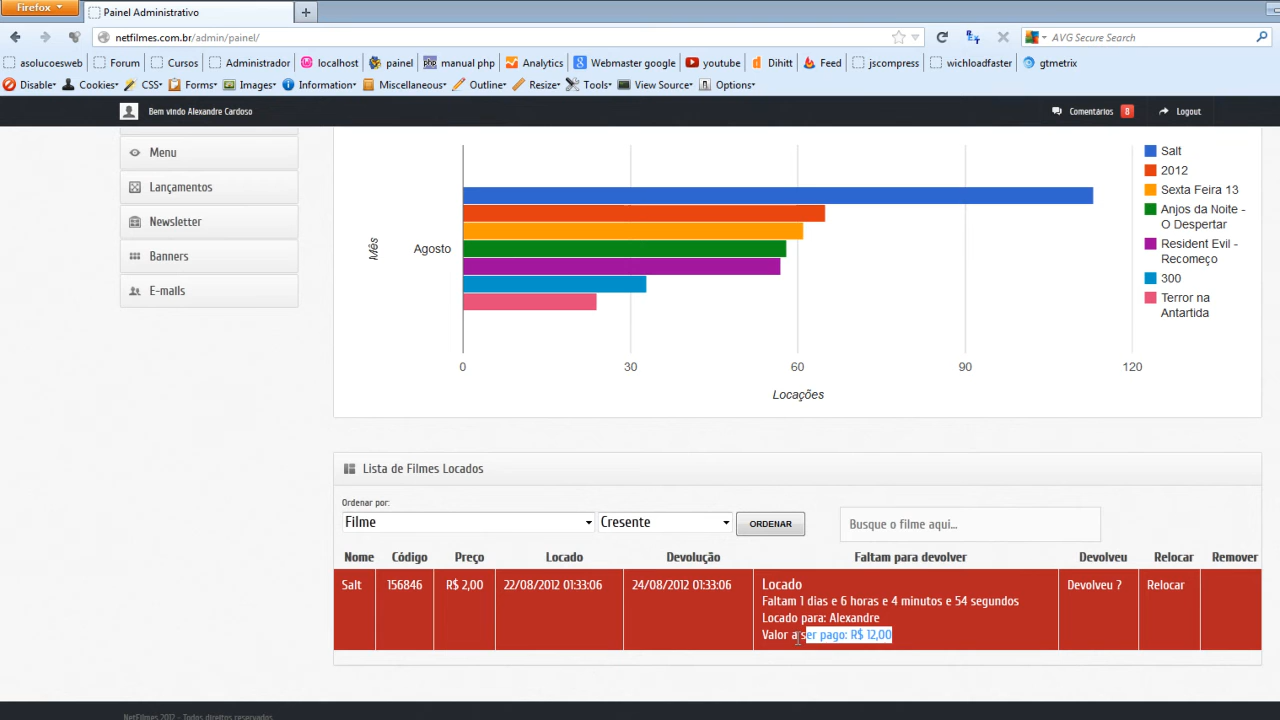 Firefox
Painel Administrativo
netfilmes.com.br/admin/painel/
AVG Secure Search
asolucoesweb Forum Cursos Administrador localhost painel manual php Analytics Webmaster google youtube Dihitt Feed jscompress wichloadfaster gtmetrix
Disable Cookies CSS Forms Images Information Miscellaneous Outline Resize Tools View Source Options
Bem vindo Alexandre Cardoso
Comentários 8 Logout
Menu
Lançamentos
Newsletter
Banners
E-mails
Mês
Agosto
0 30 60 90 120
Locações
Salt
2012
Sexta Feira 13
Anjos da Noite -
O Despertar
Resident Evil -
Recomeço
300
Terror na
Antartida
Lista de Filmes Locados
Ordenar por:
Filme Cresente ORDENAR Busque o filme aqui...
Nome Código Preço Locado Devolução Faltam para devolver Devolveu Relocar Remover
Salt 156846 R$ 2,00 22/08/2012 01:33:06 24/08/2012 01:33:06 Locado Devolveu ? Relocar
Faltam 1 dias e 6 horas e 4 minutos e 54 segundos
Locado para: Alexandre
Valor a ser pago: R$ 12,00
NetFilmes 2012 - Todos direitos reservados.